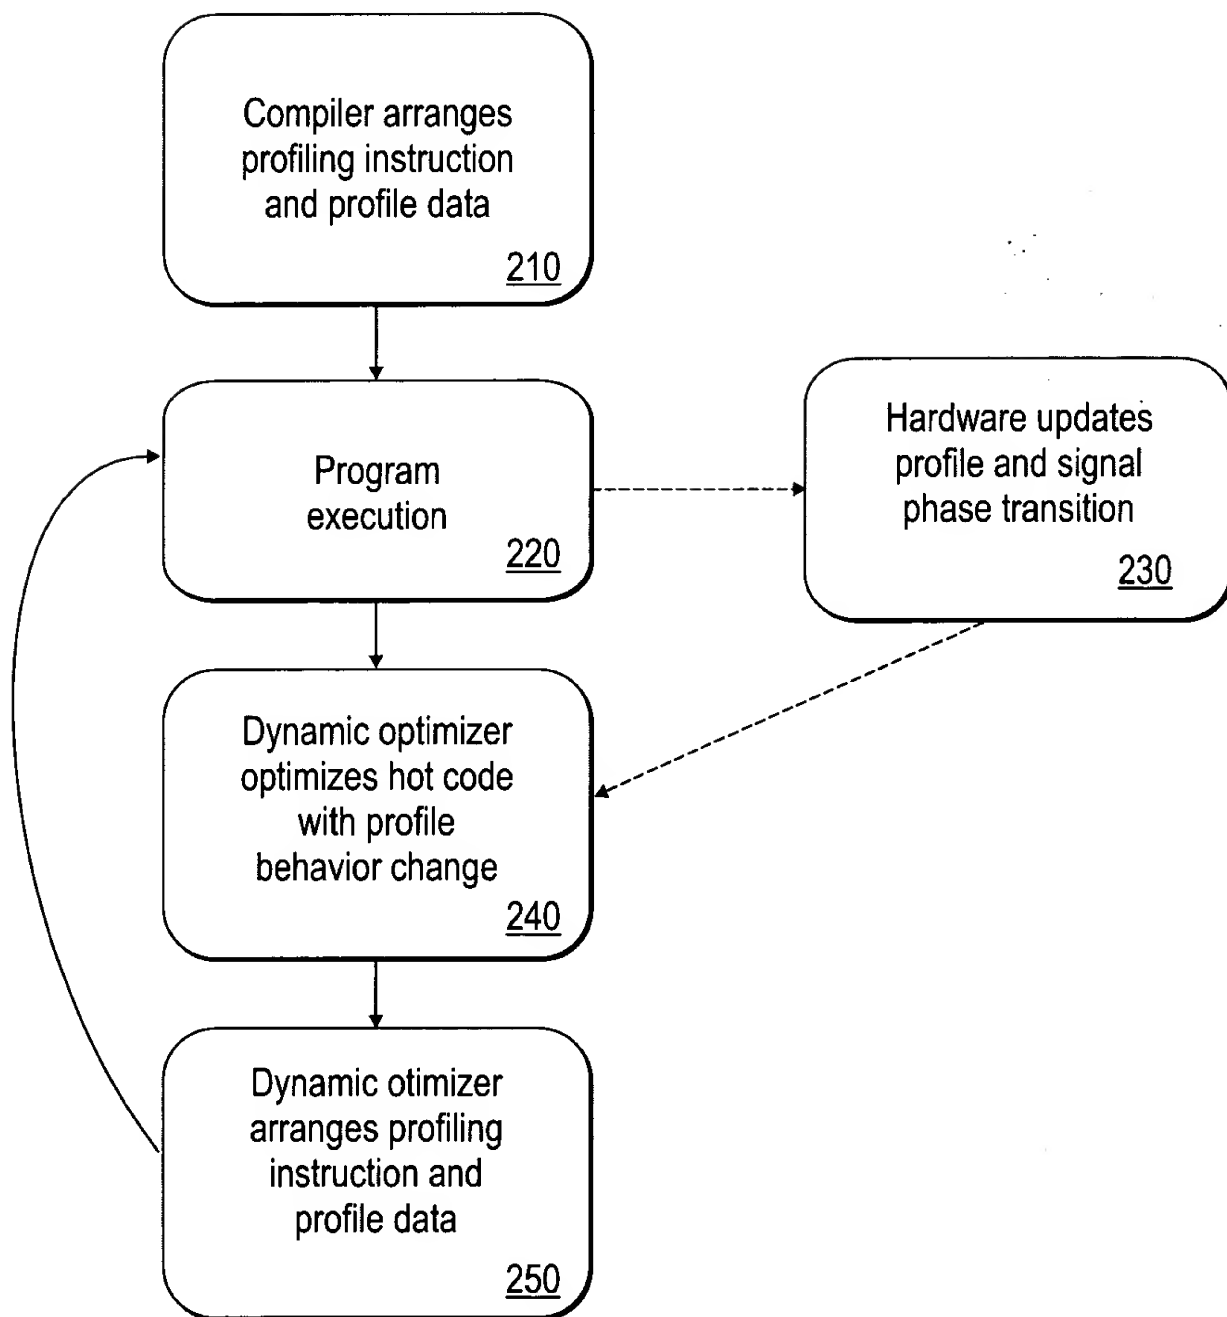 Compiler arranges
profiling instruction
and profile data
210
Program
execution
220
Hardware updates
profile and signal
phase transition
230
Dynamic optimizer
optimizes hot code
with profile
behavior change
240
Dynamic otimizer
arranges profiling
instruction and
profile data
250